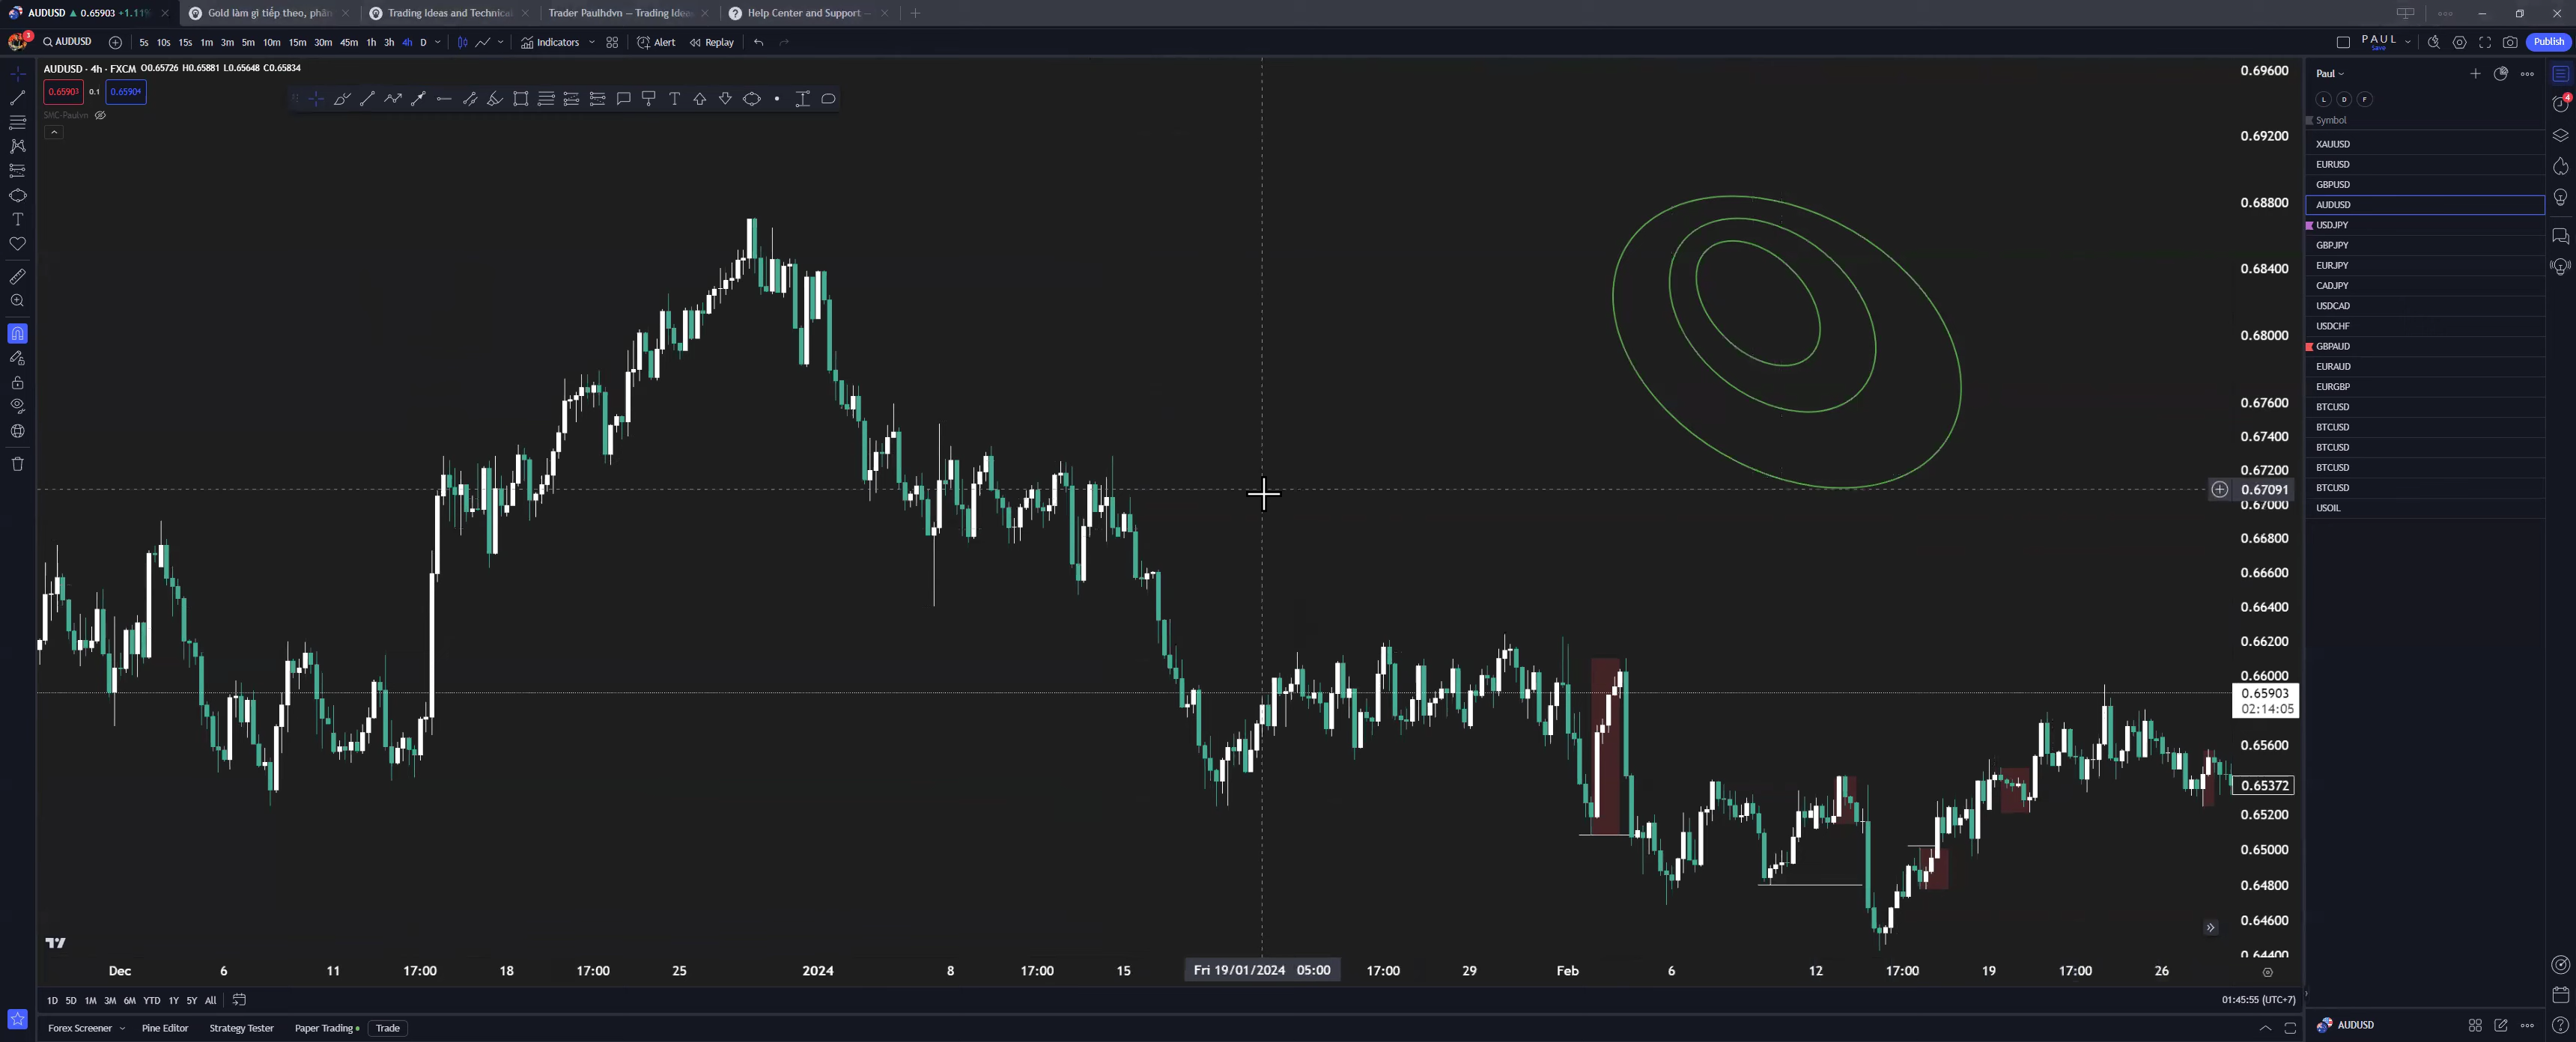 AUDUSD ▲ 0.65903 +1.11%
Gold làm gì tiếp theo, phân
Trading Ideas and Technical
Trader Paulhdvn — Trading Ideas
Help Center and Support —
3
AUDUSD
5s 10s 15s 1m 3m 5m 10m 15m 30m 45m 1h 3h 4h D
Indicators
Alert
Replay
PAUL
Save
Publish
AUDUSD · 4h · FXCM O0.65726 H0.65881 L0.65648 C0.65834
0.65903 0.1 0.65904
SMC-Paulvn
0.69600
0.69200
0.68800
0.68400
0.68000
0.67600
0.67400
0.67200
0.67091
0.67000
0.66800
0.66600
0.66400
0.66200
0.66000
0.65903
02:14:05
0.65600
0.65372
0.65200
0.65000
0.64800
0.64600
0.64400
Dec 6 11 17:00 18 17:00 25 2024 8 17:00 15 Fri 19/01/2024 05:00 17:00 29 Feb 6 12 17:00 19 17:00 26
1D 5D 1M 3M 6M YTD 1Y 5Y All
01:45:55 (UTC+7)
Forex Screener Pine Editor Strategy Tester Paper Trading Trade
Paul
L D F
4
Symbol
XAUUSD
EURUSD
GBPUSD
AUDUSD
USDJPY
GBPJPY
EURJPY
CADJPY
USDCAD
USDCHF
GBPAUD
EURAUD
EURGBP
BTCUSD
BTCUSD
BTCUSD
BTCUSD
BTCUSD
USOIL
AUDUSD